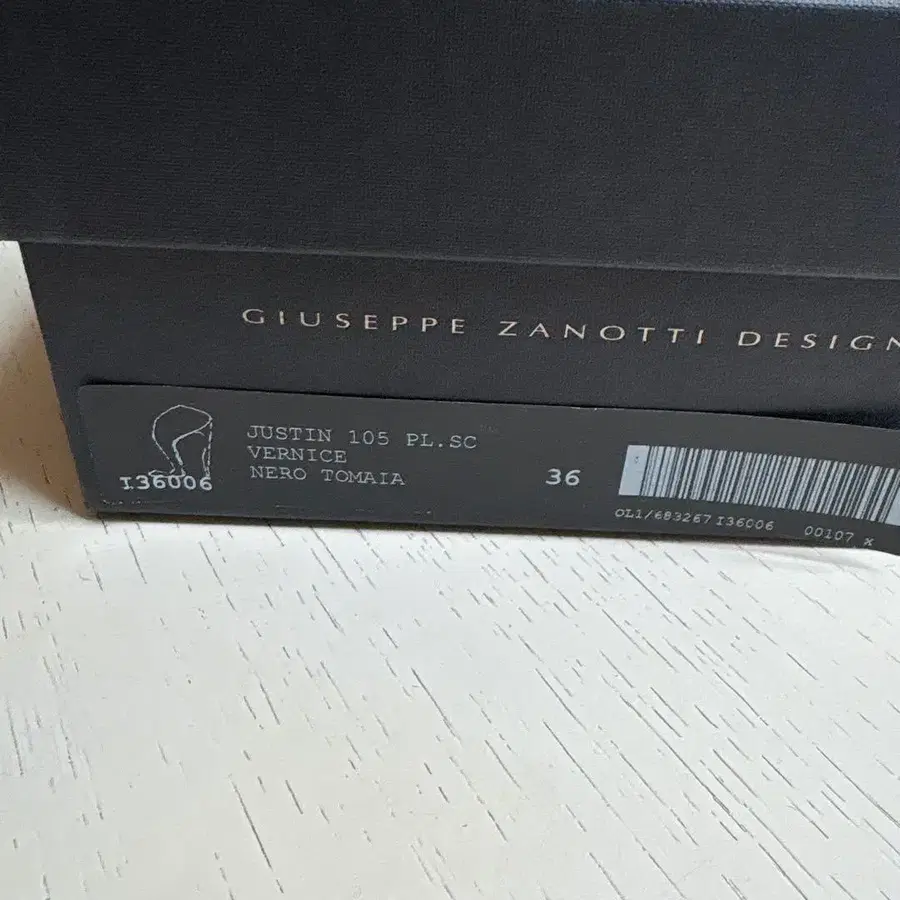 GIUSEPPE ZANOTTI DESIGN
JUSTIN 105 PL.SC
VERNICE
NERO TOMAIA
I36006
36
OL1/683267 I36006 00107 x